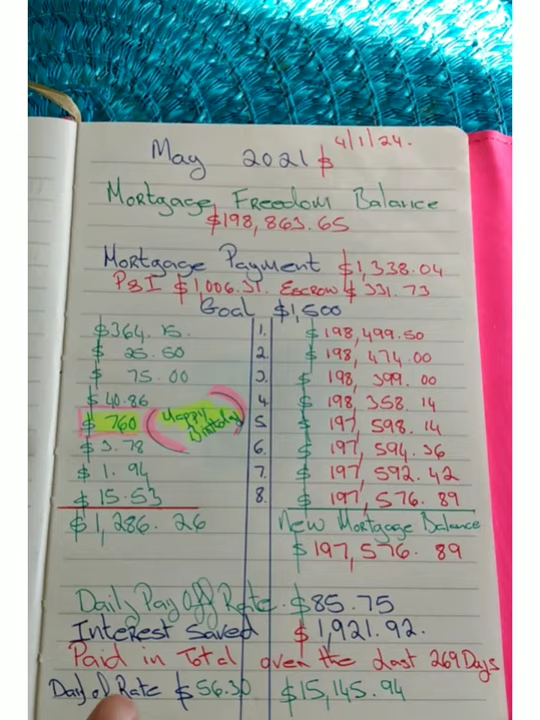 May 2021 $ 4/1/24.
Mortgage Freedom Balance
$198,863.65
Mortgage Payment $1,338.04
P&I $1,006.31. Escrow $331.73
Goal $1,500
$364.15. 1. $198,499.50
$ 25.50 2. $198,474.00
$ 75.00 3. $ 198,399.00
$40.86 4. $ 198 358.14
$ 760 (Happy Birthday) 5 $ 197,598.14
$3.78 6. $ 197,594.36
$1.94 7. $ 197,592.42
$15.53 8. $ 197,576.89
$1,286.26 New Mortgage Balance
$197,576.89
Daily Pay Off Rate. $85.75
Interest Saved $1,921.92.
Paid in Total over the last 269 Days
Day of Rate $56.30 $15,145.94